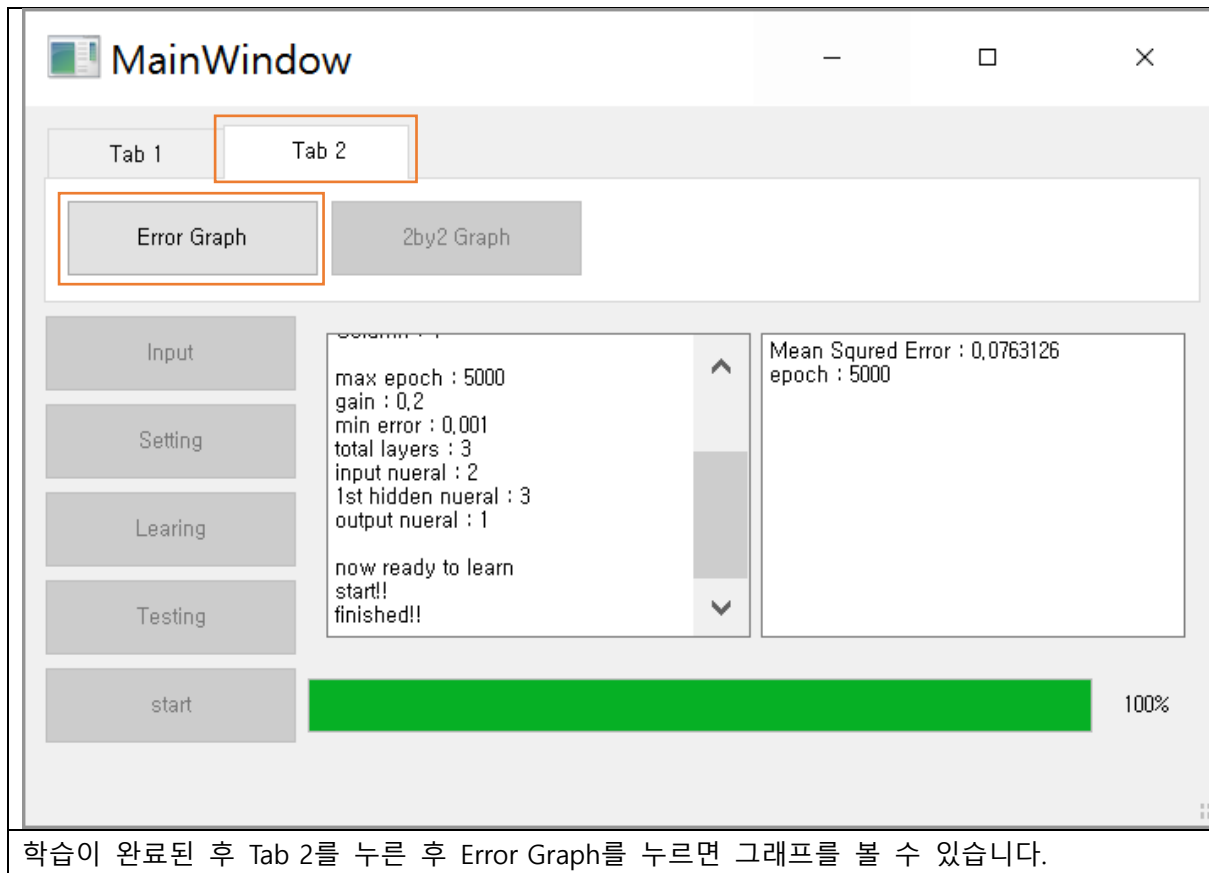 MainWindow
Tab 1
Tab 2
Error Graph
2by2 Graph
Input
Setting
Learing
Testing
start
max epoch : 5000
gain : 0,2
min error : 0,001
total layers : 3
input nueral : 2
1st hidden nueral : 3
output nueral : 1
now ready to learn
start!!
finished!!
Mean Squred Error : 0,0763126
epoch : 5000
100%
학습이 완료된 후 Tab 2를 누른 후 Error Graph를 누르면 그래프를 볼 수 있습니다.